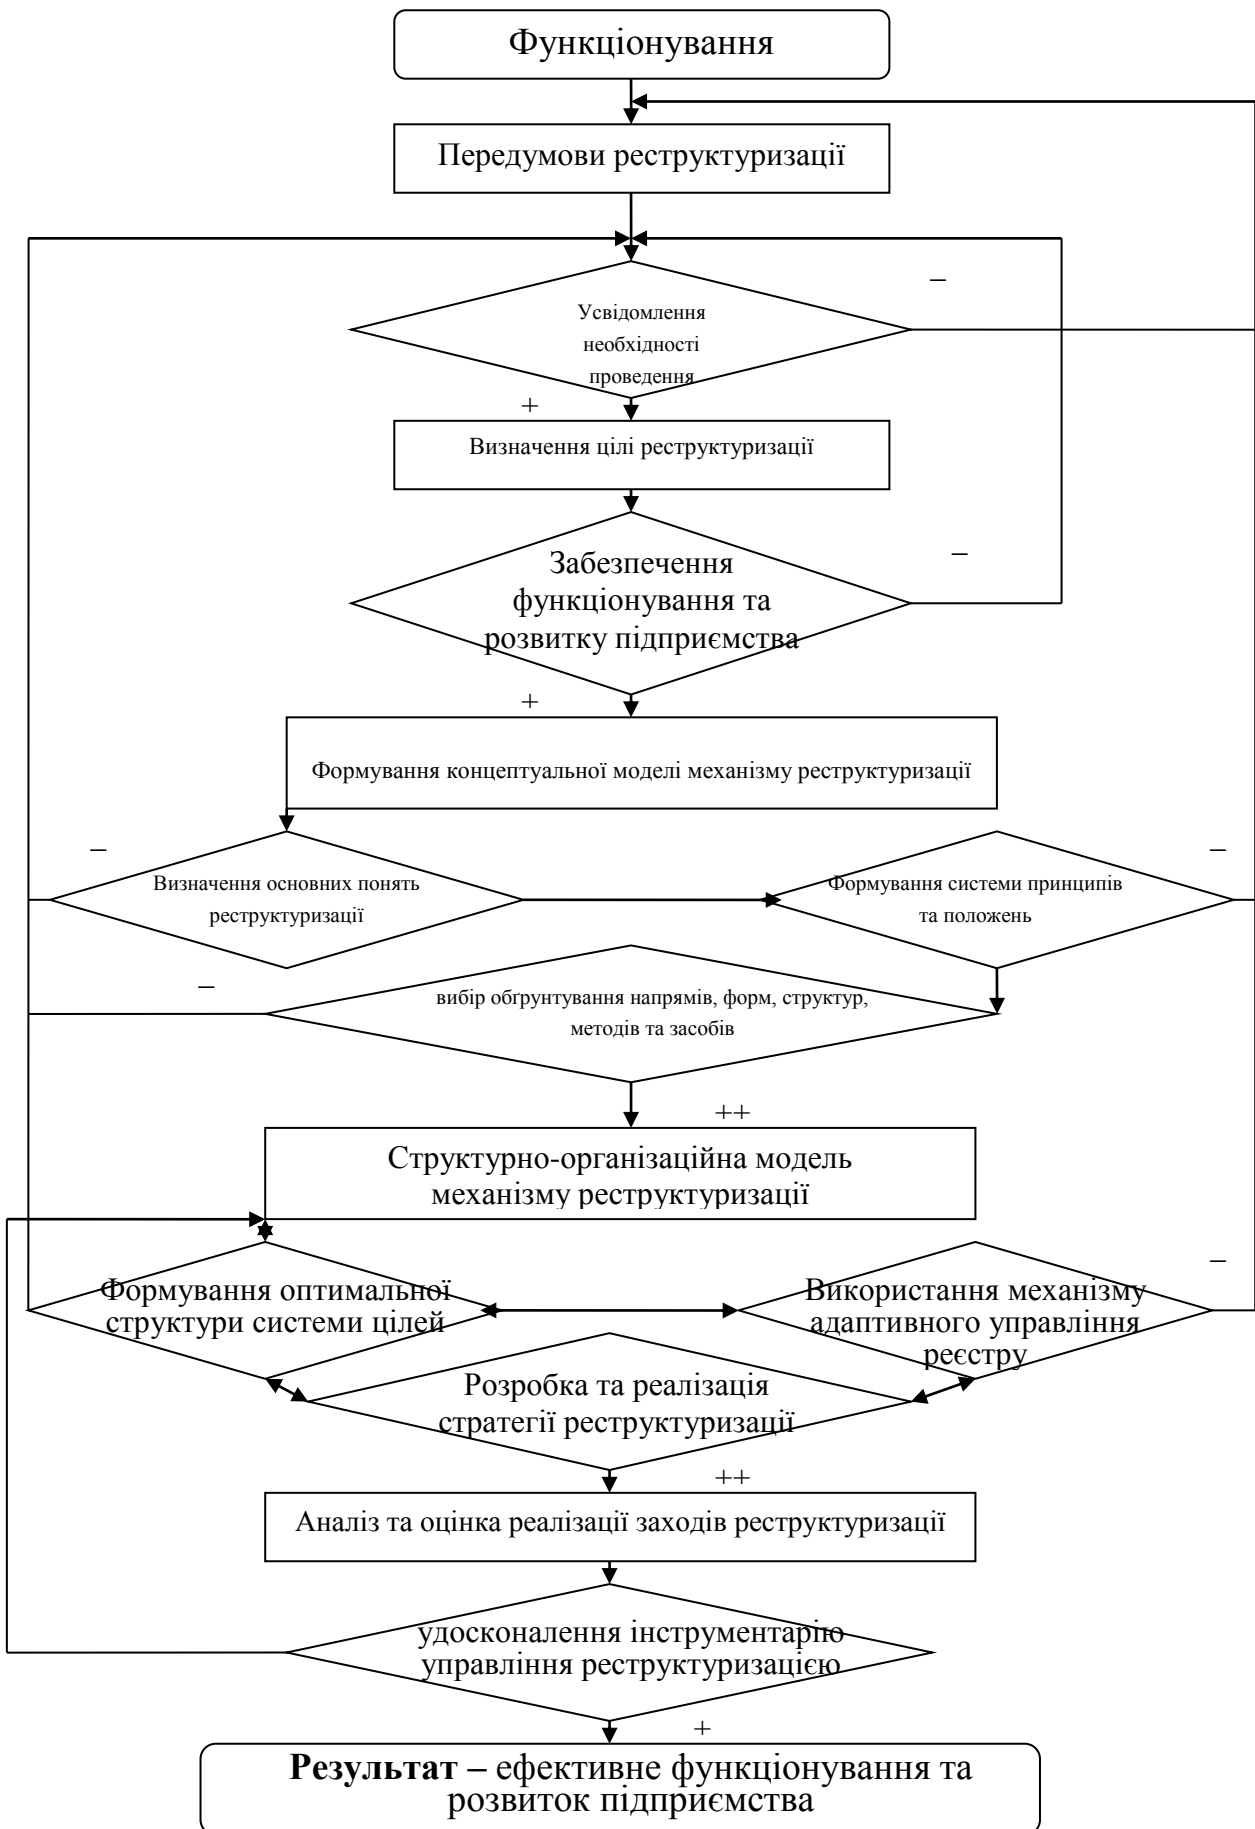 Функціонування
Передумови реструктуризації
–
Усвідомлення
необхідності
проведення
+
Визначення цілі реструктуризації
Забезпечення
функціонування та
розвитку підприємства
–
+
Формування концептуальної моделі механізму реструктуризації
–
–
Визначення основних понять
реструктуризації
Формування системи принципів
та положень
–
вибір обґрунтування напрямів, форм, структур,
методів та засобів
++
Структурно-організаційна модель
механізму реструктуризації
–
Формування оптимальної
структури системи цілей
Використання механізму
адаптивного управління
реєстру
Розробка та реалізація
стратегії реструктуризації
++
Аналіз та оцінка реалізації заходів реструктуризації
удосконалення інструментарію
управління реструктуризацією
+
Результат – ефективне функціонування та
розвиток підприємства